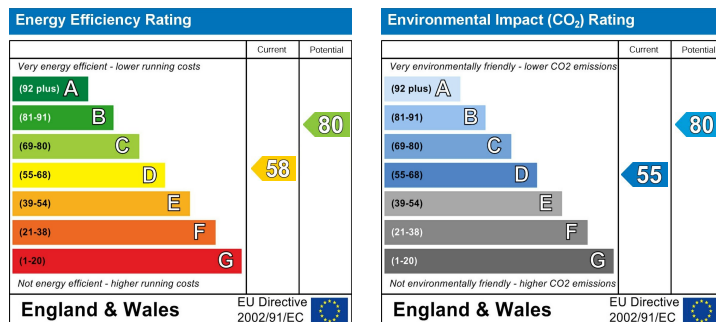 Energy Efficiency Rating
Current Potential
Very energy efficient - lower running costs
(92 plus) A
(81-91) B
80
(69-80) C
(55-68) D
58
(39-54) E
(21-38) F
(1-20) G
Not energy efficient - higher running costs
England & Wales
EU Directive
2002/91/EC
Environmental Impact (CO₂) Rating
Current Potential
Very environmentally friendly - lower CO2 emissions
(92 plus) A
(81-91) B
80
(69-80) C
(55-68) D
55
(39-54) E
(21-38) F
(1-20) G
Not environmentally friendly - higher CO2 emissions
England & Wales
EU Directive
2002/91/EC